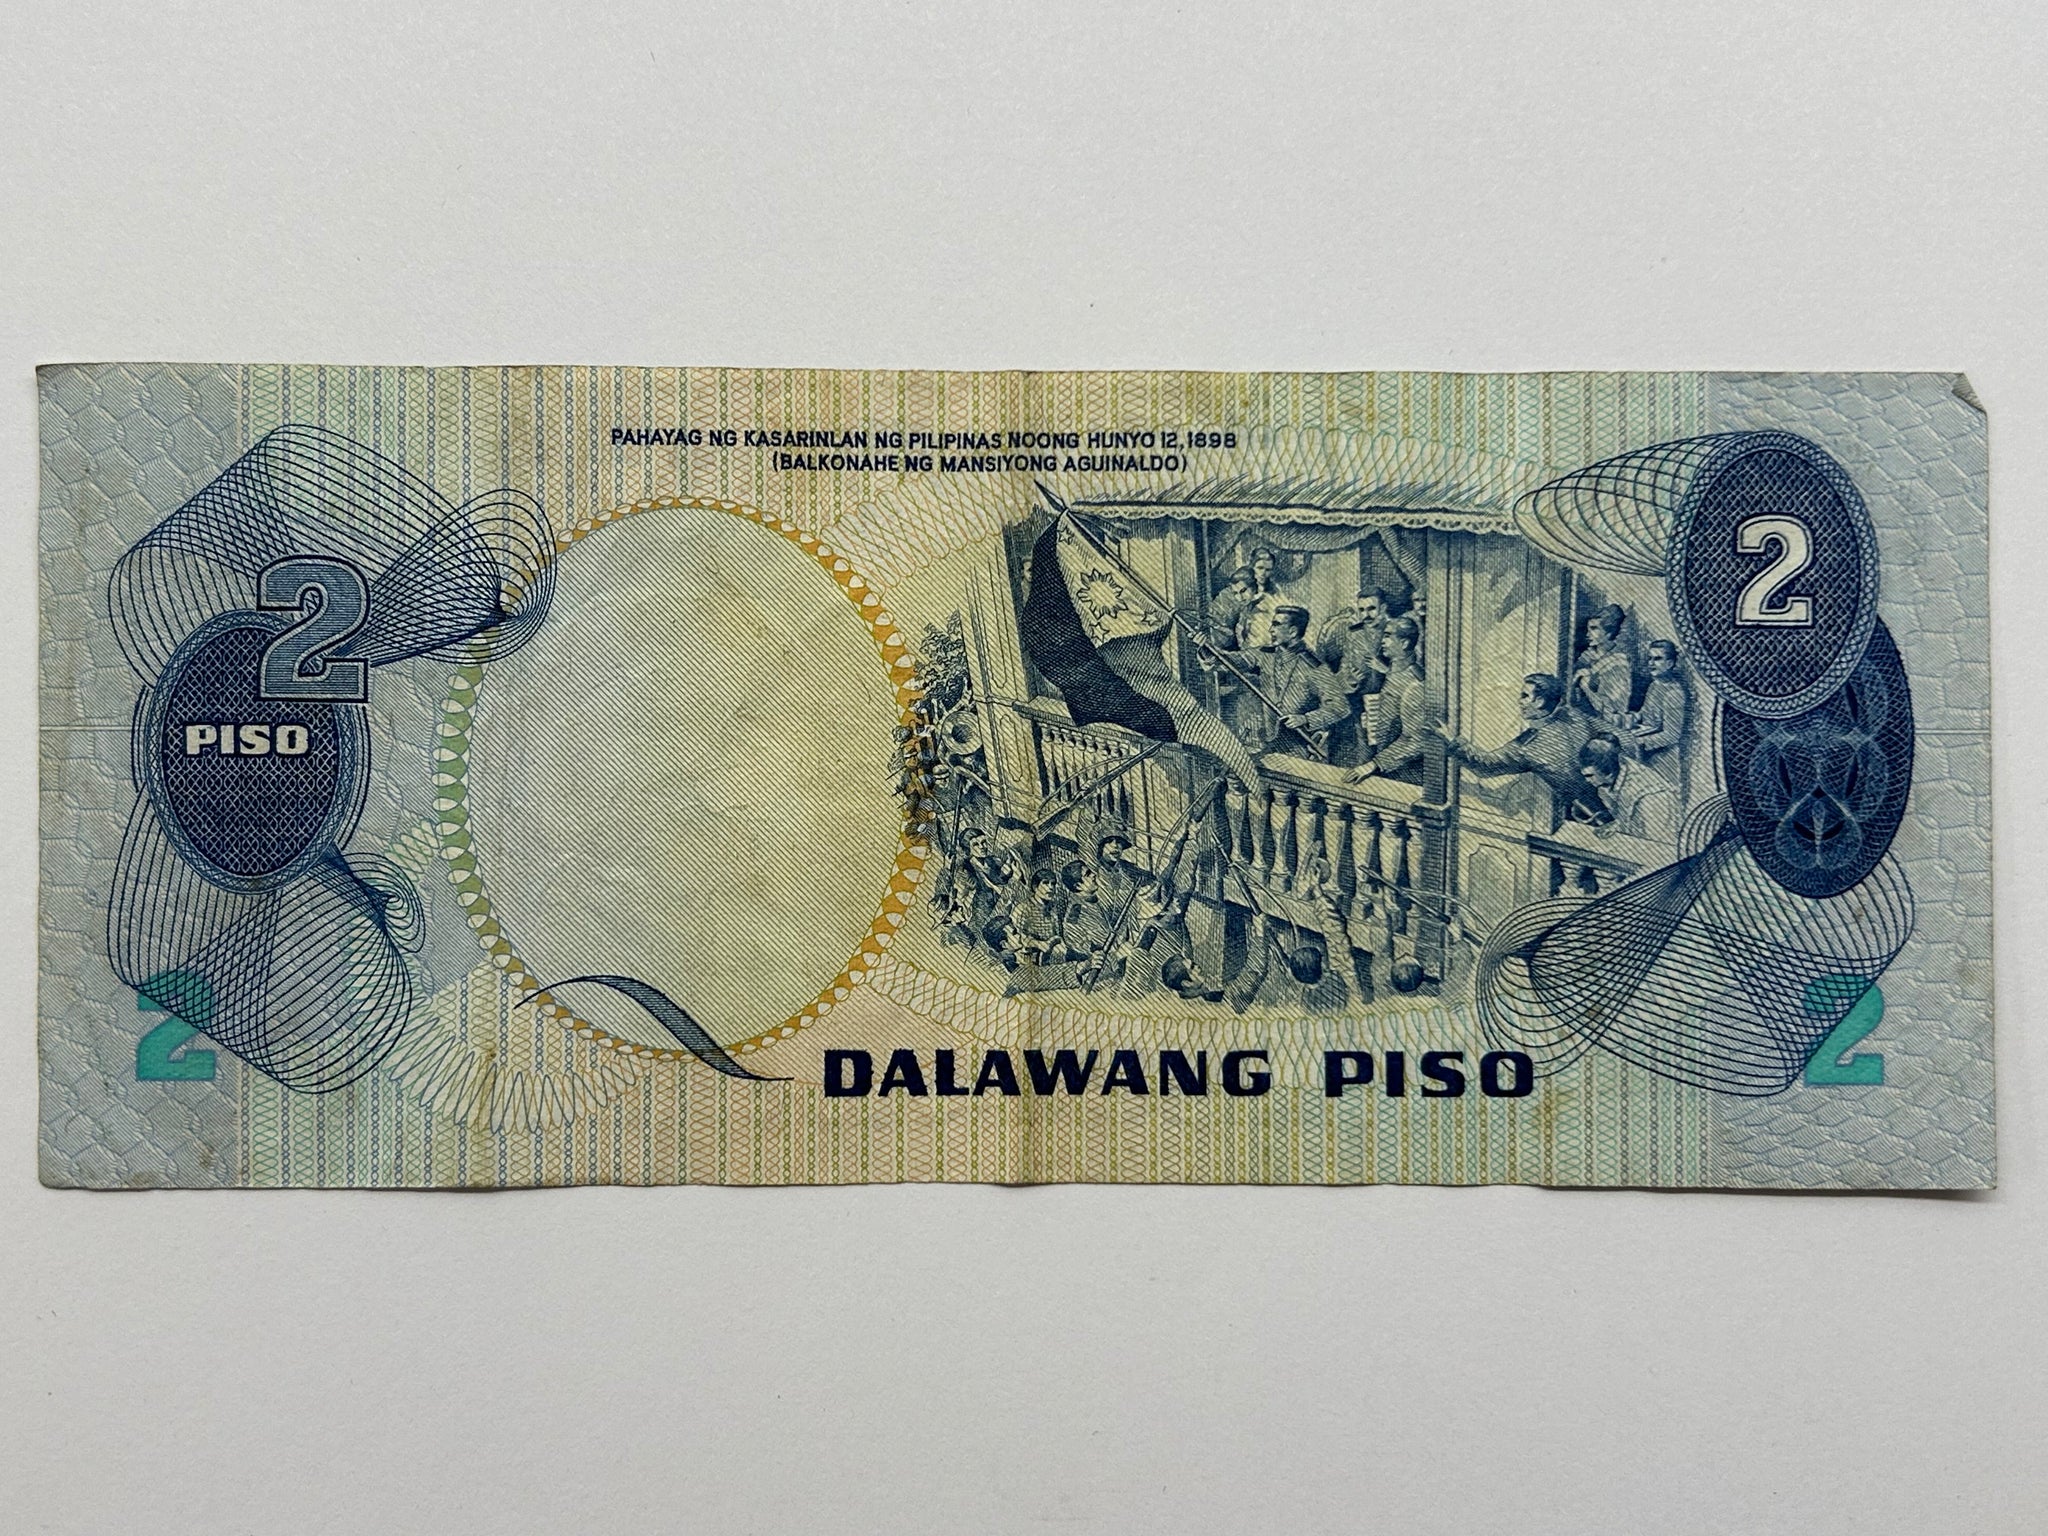 PAHAYAG NG KASARINLAN NG PILIPINAS NOONG HUNYO 12, 1898
(BALKONAHE NG MANSIYONG AGUINALDO)
2
2
PISO
2
2
DALAWANG PISO